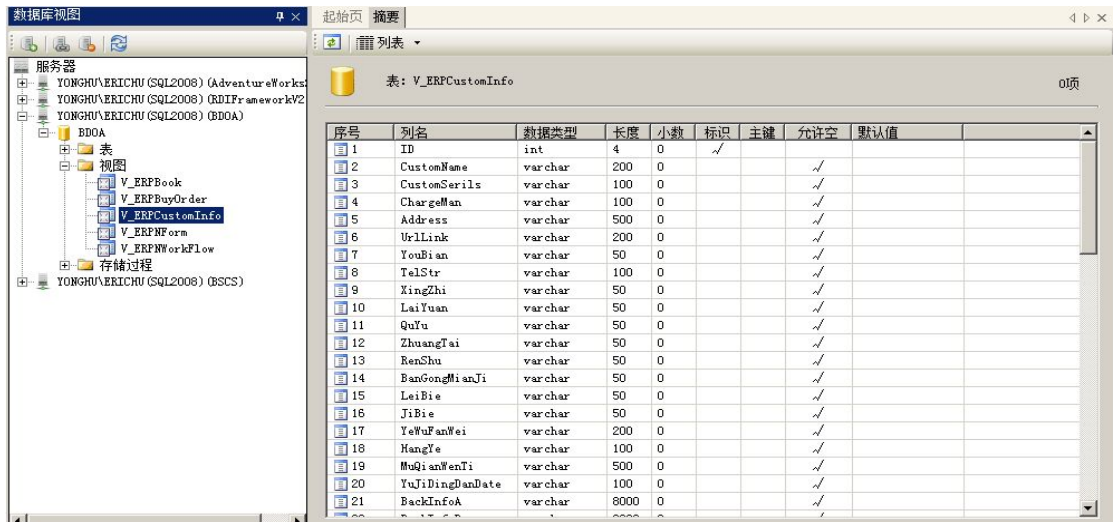 数据库视图
起始页 摘要
列表
服务器
YONGHU\ERICHU(SQL2008)(AdventureWorks
YONGHU\ERICHU(SQL2008)(RDIFrameworkV2
YONGHU\ERICHU(SQL2008)(BDOA)
BDOA
表
视图
V_ERPBook
V_ERPBuyOrder
V_ERPCustomInfo
V_ERPNForm
V_ERPNWorkFlow
存储过程
YONGHU\ERICHU(SQL2008)(BSCS)
表: V_ERPCustomInfo
0项
序号 列名 数据类型 长度 小数 标识 主键 允许空 默认值
1 ID int 4 0 ✓
2 CustomName varchar 200 0 ✓
3 CustomSerils varchar 100 0 ✓
4 ChargeMan varchar 100 0 ✓
5 Address varchar 500 0 ✓
6 UrlLink varchar 200 0 ✓
7 YouBian varchar 50 0 ✓
8 TelStr varchar 100 0 ✓
9 XingZhi varchar 50 0 ✓
10 LaiYuan varchar 50 0 ✓
11 QuYu varchar 50 0 ✓
12 ZhuangTai varchar 50 0 ✓
13 RenShu varchar 50 0 ✓
14 BanGongMianJi varchar 50 0 ✓
15 LeiBie varchar 50 0 ✓
16 JiBie varchar 50 0 ✓
17 YeWuFanWei varchar 200 0 ✓
18 HangYe varchar 100 0 ✓
19 MuQianWenTi varchar 500 0 ✓
20 YuJiDingDanDate varchar 100 0 ✓
21 BackInfoA varchar 8000 0 ✓